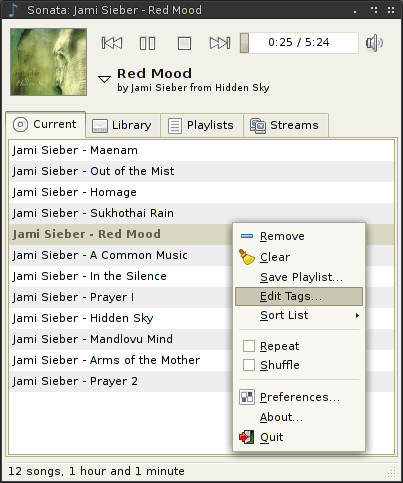 Sonata: Jami Sieber - Red Mood
0:25 / 5:24
Red Mood
by Jami Sieber from Hidden Sky
Current
Library
Playlists
Streams
Jami Sieber - Maenam
Jami Sieber - Out of the Mist
Jami Sieber - Homage
Jami Sieber - Sukhothai Rain
Jami Sieber - Red Mood
Jami Sieber - A Common Music
Jami Sieber - In the Silence
Jami Sieber - Prayer I
Jami Sieber - Hidden Sky
Jami Sieber - Mandlovu Mind
Jami Sieber - Arms of the Mother
Jami Sieber - Prayer 2
Remove
Clear
Save Playlist...
Edit Tags...
Sort List
Repeat
Shuffle
Preferences...
About...
Quit
12 songs, 1 hour and 1 minute